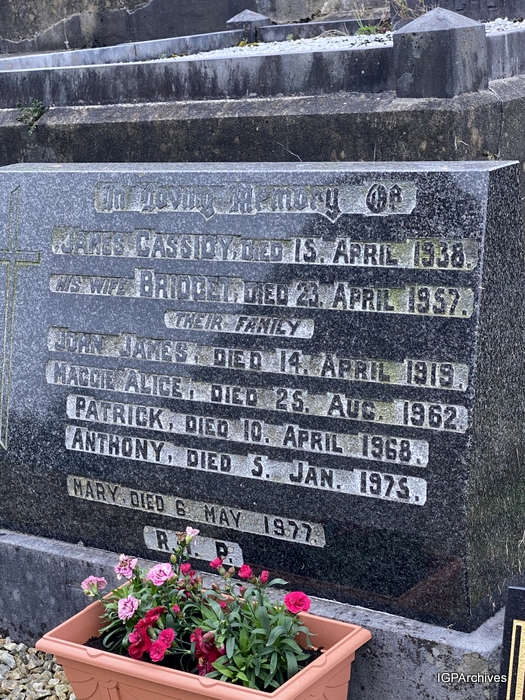 In Loving Memory Of
JAMES CASSIDY, DIED 15. APRIL 1938.
HIS WIFE BRIDGET, DIED 23. APRIL 1957.
THEIR FAMILY
JOHN JAMES, DIED 14. APRIL 1919.
MAGGIE ALICE, DIED 25. AUG. 1962.
PATRICK, DIED 10. APRIL 1968.
ANTHONY, DIED 5. JAN. 1975.
MARY, DIED 6. MAY 1977.
R. I. P.
IGPArchives